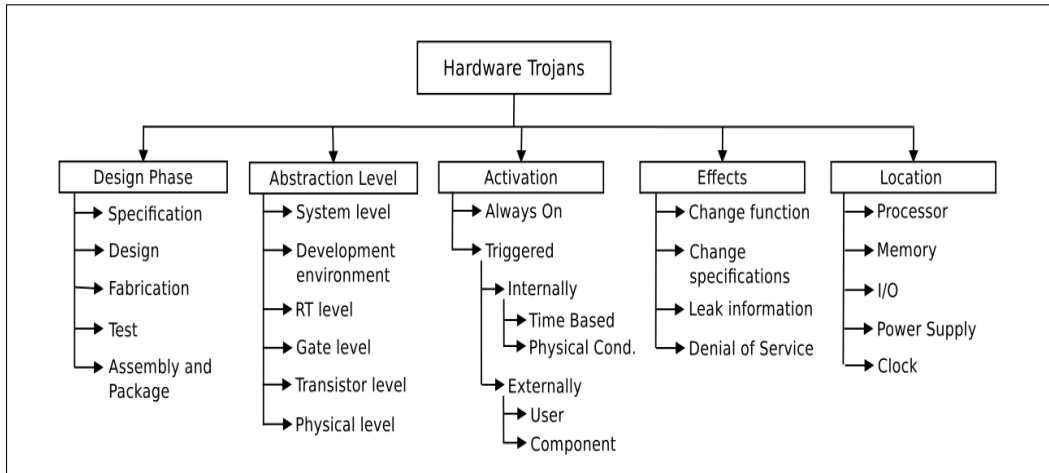 Hardware Trojans
Design Phase
Specification
Design
Fabrication
Test
Assembly and
Package
Abstraction Level
System level
Development
environment
RT level
Gate level
Transistor level
Physical level
Activation
Always On
Triggered
Internally
Time Based
Physical Cond.
Externally
User
Component
Effects
Change function
Change
specifications
Leak information
Denial of Service
Location
Processor
Memory
I/O
Power Supply
Clock